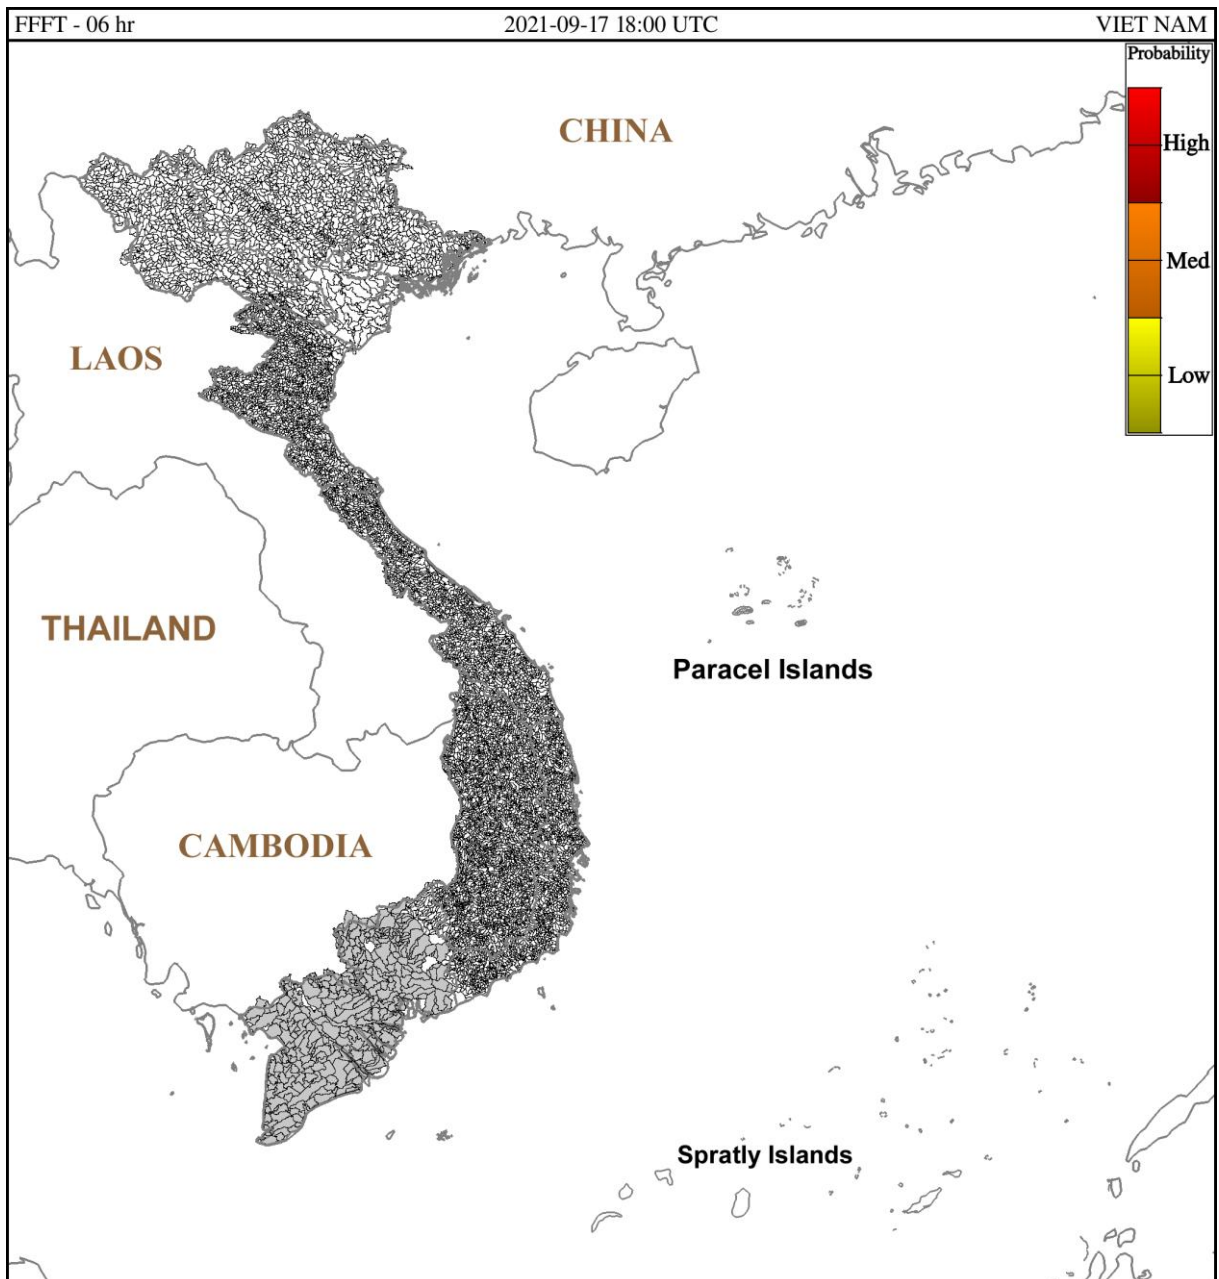 FFFT - 06 hr 2021-09-17 18:00 UTC VIET NAM
Probability
CHINA
High
Med
LAOS
Low
THAILAND
Paracel Islands
CAMBODIA
Spratly Islands